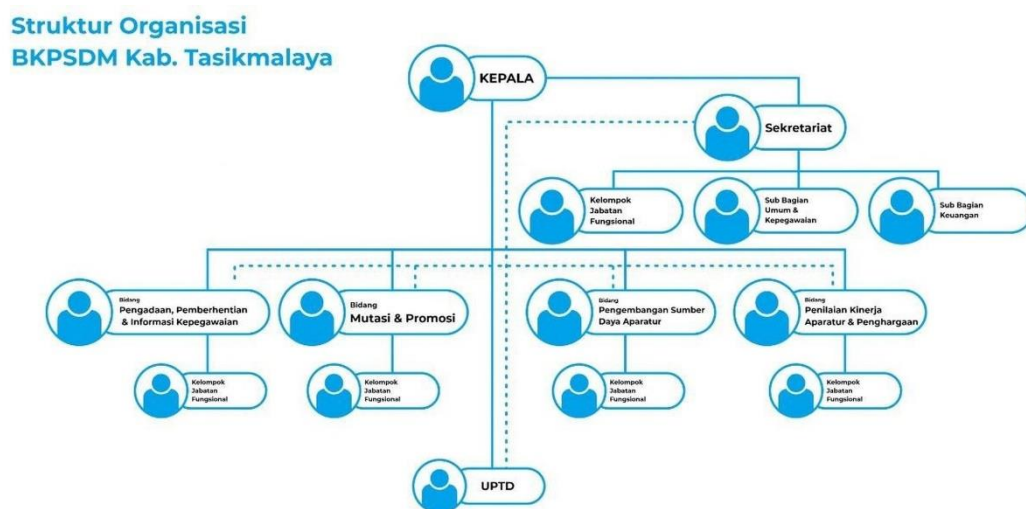 Struktur Organisasi
BKPSDM Kab. Tasikmalaya
KEPALA
Sekretariat
Kelompok
Jabatan
Fungsional
Sub Bagian
Umum &
Kepegawaian
Sub Bagian
Keuangan
Bidang
Pengadaan, Pemberhentian
& Informasi Kepegawaian
Bidang
Mutasi & Promosi
Bidang
Pengembangan Sumber
Daya Aparatur
Bidang
Penilaian Kinerja
Aparatur & Penghargaan
Kelompok
Jabatan
Fungsional
Kelompok
Jabatan
Fungsional
Kelompok
Jabatan
Fungsional
Kelompok
Jabatan
Fungsional
UPTD